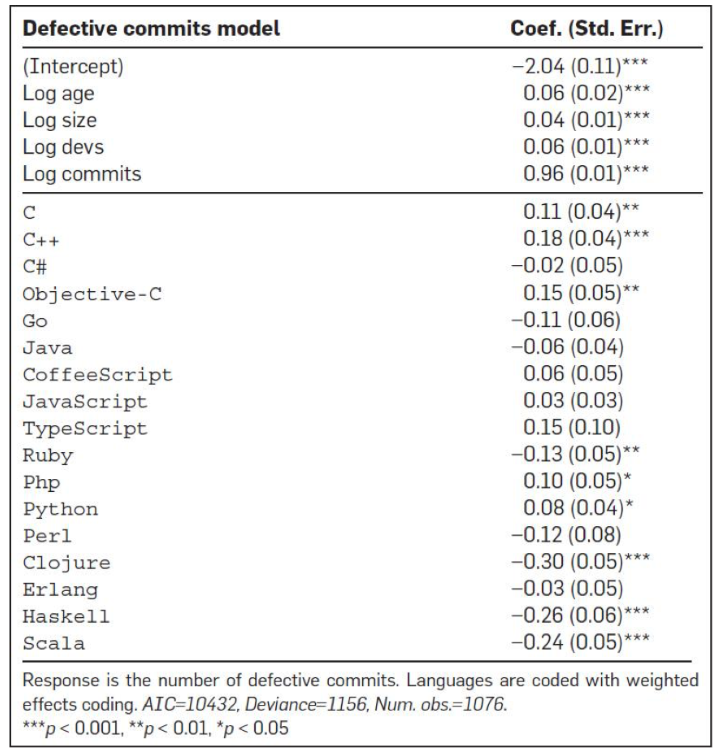 Defective commits model Coef. (Std. Err.)
(Intercept) −2.04 (0.11)***
Log age 0.06 (0.02)***
Log size 0.04 (0.01)***
Log devs 0.06 (0.01)***
Log commits 0.96 (0.01)***
C 0.11 (0.04)**
C++ 0.18 (0.04)***
C# −0.02 (0.05)
Objective-C 0.15 (0.05)**
Go −0.11 (0.06)
Java −0.06 (0.04)
CoffeeScript 0.06 (0.05)
JavaScript 0.03 (0.03)
TypeScript 0.15 (0.10)
Ruby −0.13 (0.05)**
Php 0.10 (0.05)*
Python 0.08 (0.04)*
Perl −0.12 (0.08)
Clojure −0.30 (0.05)***
Erlang −0.03 (0.05)
Haskell −0.26 (0.06)***
Scala −0.24 (0.05)***
Response is the number of defective commits. Languages are coded with weighted
effects coding. AIC=10432, Deviance=1156, Num. obs.=1076.
***p < 0.001, **p < 0.01, *p < 0.05